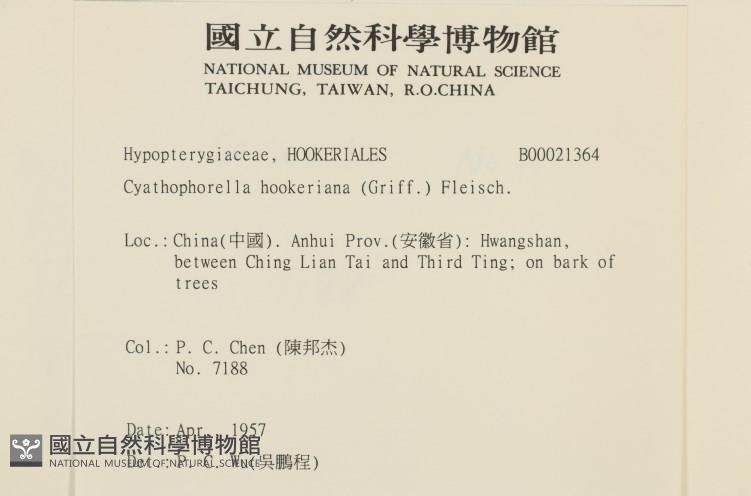 國立自然科學博物館
NATIONAL MUSEUM OF NATURAL SCIENCE
TAICHUNG, TAIWAN, R.O.CHINA
Hypopterygiaceae, HOOKERIALES B00021364
Cyathophorella hookeriana (Griff.) Fleisch.
Loc.: China(中國). Anhui Prov.(安徽省): Hwangshan,
between Ching Lian Tai and Third Ting; on bark of
trees
Col.: P. C. Chen (陳邦杰)
No. 7188
Date: Apr. 1957
國立自然科學博物館
NATIONAL MUSEUM OF NATURAL SCIENCE
Det.: P. C. Wu(吳鵬程)